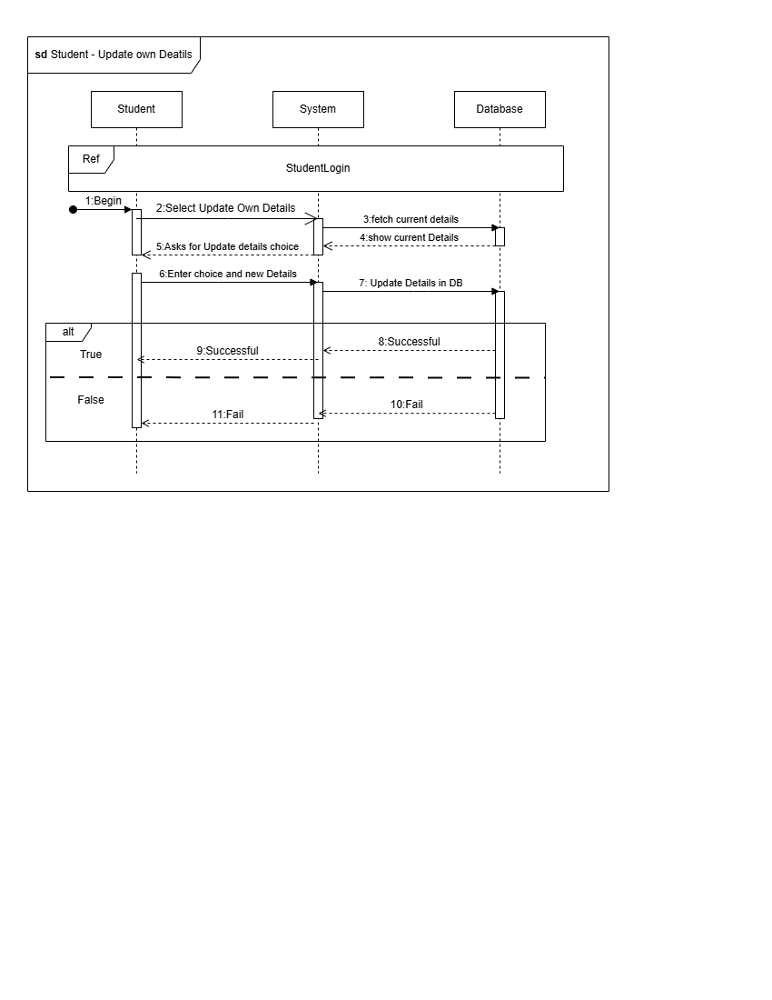 sd Student - Update own Deatils
Student
System
Database
Ref
StudentLogin
1:Begin
2:Select Update Own Details
3:fetch current details
4:show current Details
5:Asks for Update details choice
6:Enter choice and new Details
7: Update Details in DB
alt
True
8:Successful
9:Successful
False
10:Fail
11:Fail